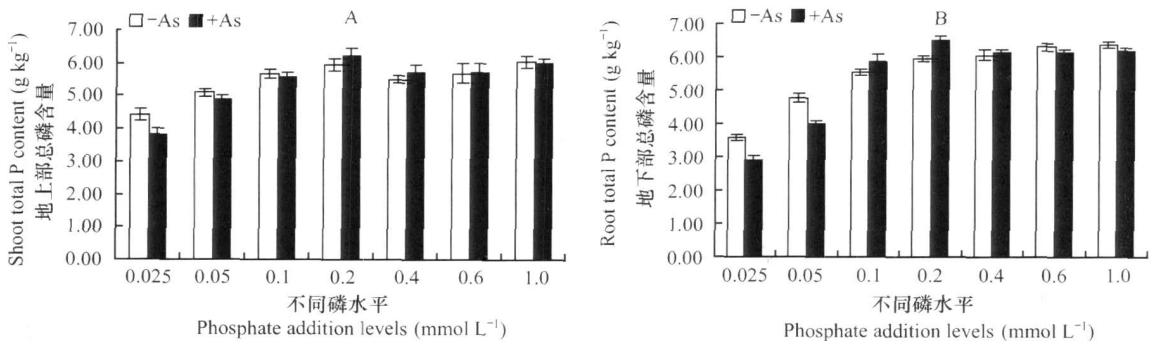 −As +As A
Shoot total P content (g kg⁻¹)
地上部总磷含量
7.00
6.00
5.00
4.00
3.00
2.00
1.00
0.00
0.025 0.05 0.1 0.2 0.4 0.6 1.0
不同磷水平
Phosphate addition levels (mmol L⁻¹)
−As +As B
Root total P content (g kg⁻¹)
地下部总磷含量
7.00
6.00
5.00
4.00
3.00
2.00
1.00
0.00
0.025 0.05 0.1 0.2 0.4 0.6 1.0
不同磷水平
Phosphate addition levels (mmol L⁻¹)